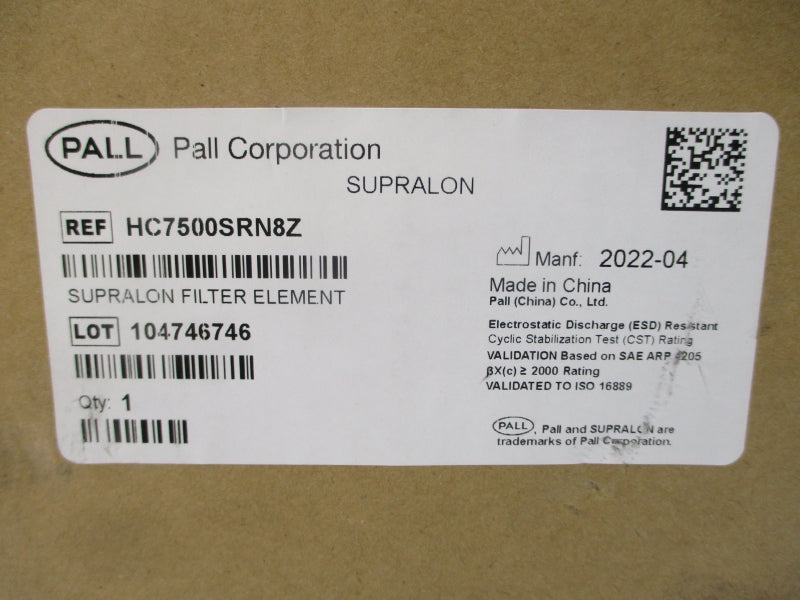 PALL Pall Corporation
SUPRALON
REF HC7500SRN8Z
SUPRALON FILTER ELEMENT
LOT 104746746
Qty: 1
Manf: 2022-04
Made in China
Pall (China) Co., Ltd.
Electrostatic Discharge (ESD) Resistant
Cyclic Stabilization Test (CST) Rating
VALIDATION Based on SAE ARP 4205
βX(c) ≥ 2000 Rating
VALIDATED TO ISO 16889
PALL, Pall and SUPRALON are
trademarks of Pall Corporation.